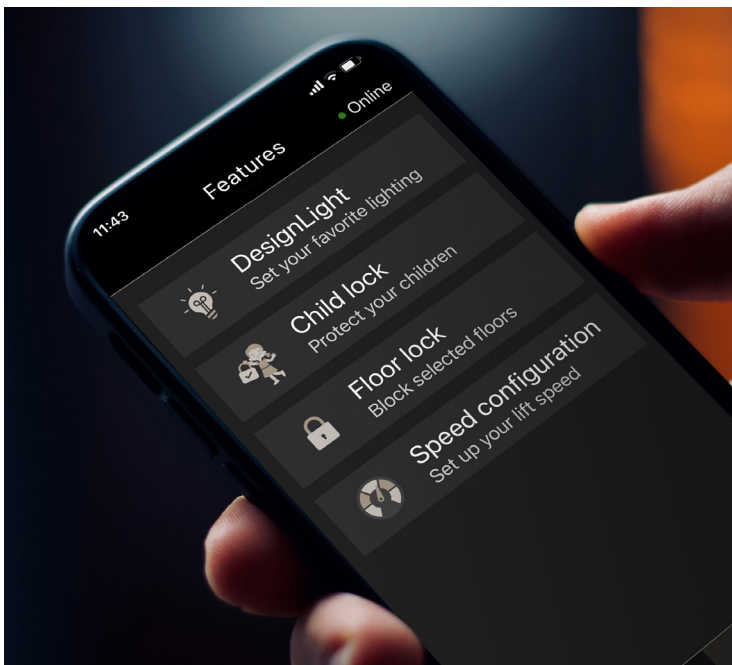 11:43
Features
Online
DesignLight
Set your favorite lighting
Child lock
Protect your children
Floor lock
Block selected floors
Speed configuration
Set up your lift speed